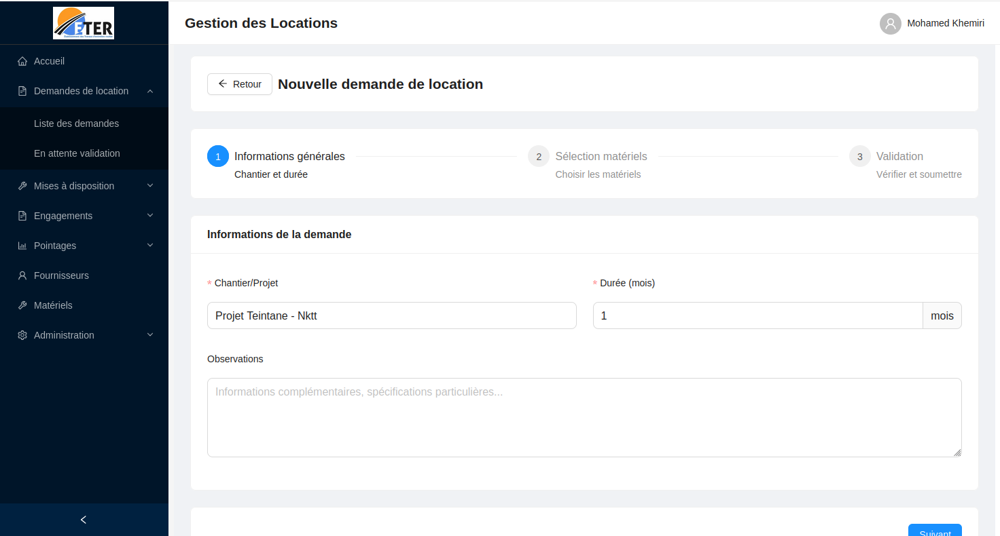 ETER
Gestion des Locations
Mohamed Khemiri
Accueil
Demandes de location
Liste des demandes
En attente validation
Mises à disposition
Engagements
Pointages
Fournisseurs
Matériels
Administration
Retour
Nouvelle demande de location
1 Informations générales
Chantier et durée
2 Sélection matériels
Choisir les matériels
3 Validation
Vérifier et soumettre
Informations de la demande
* Chantier/Projet
Projet Teintane - Nktt
* Durée (mois)
1 mois
Observations
Informations complémentaires, spécifications particulières...
Suivant